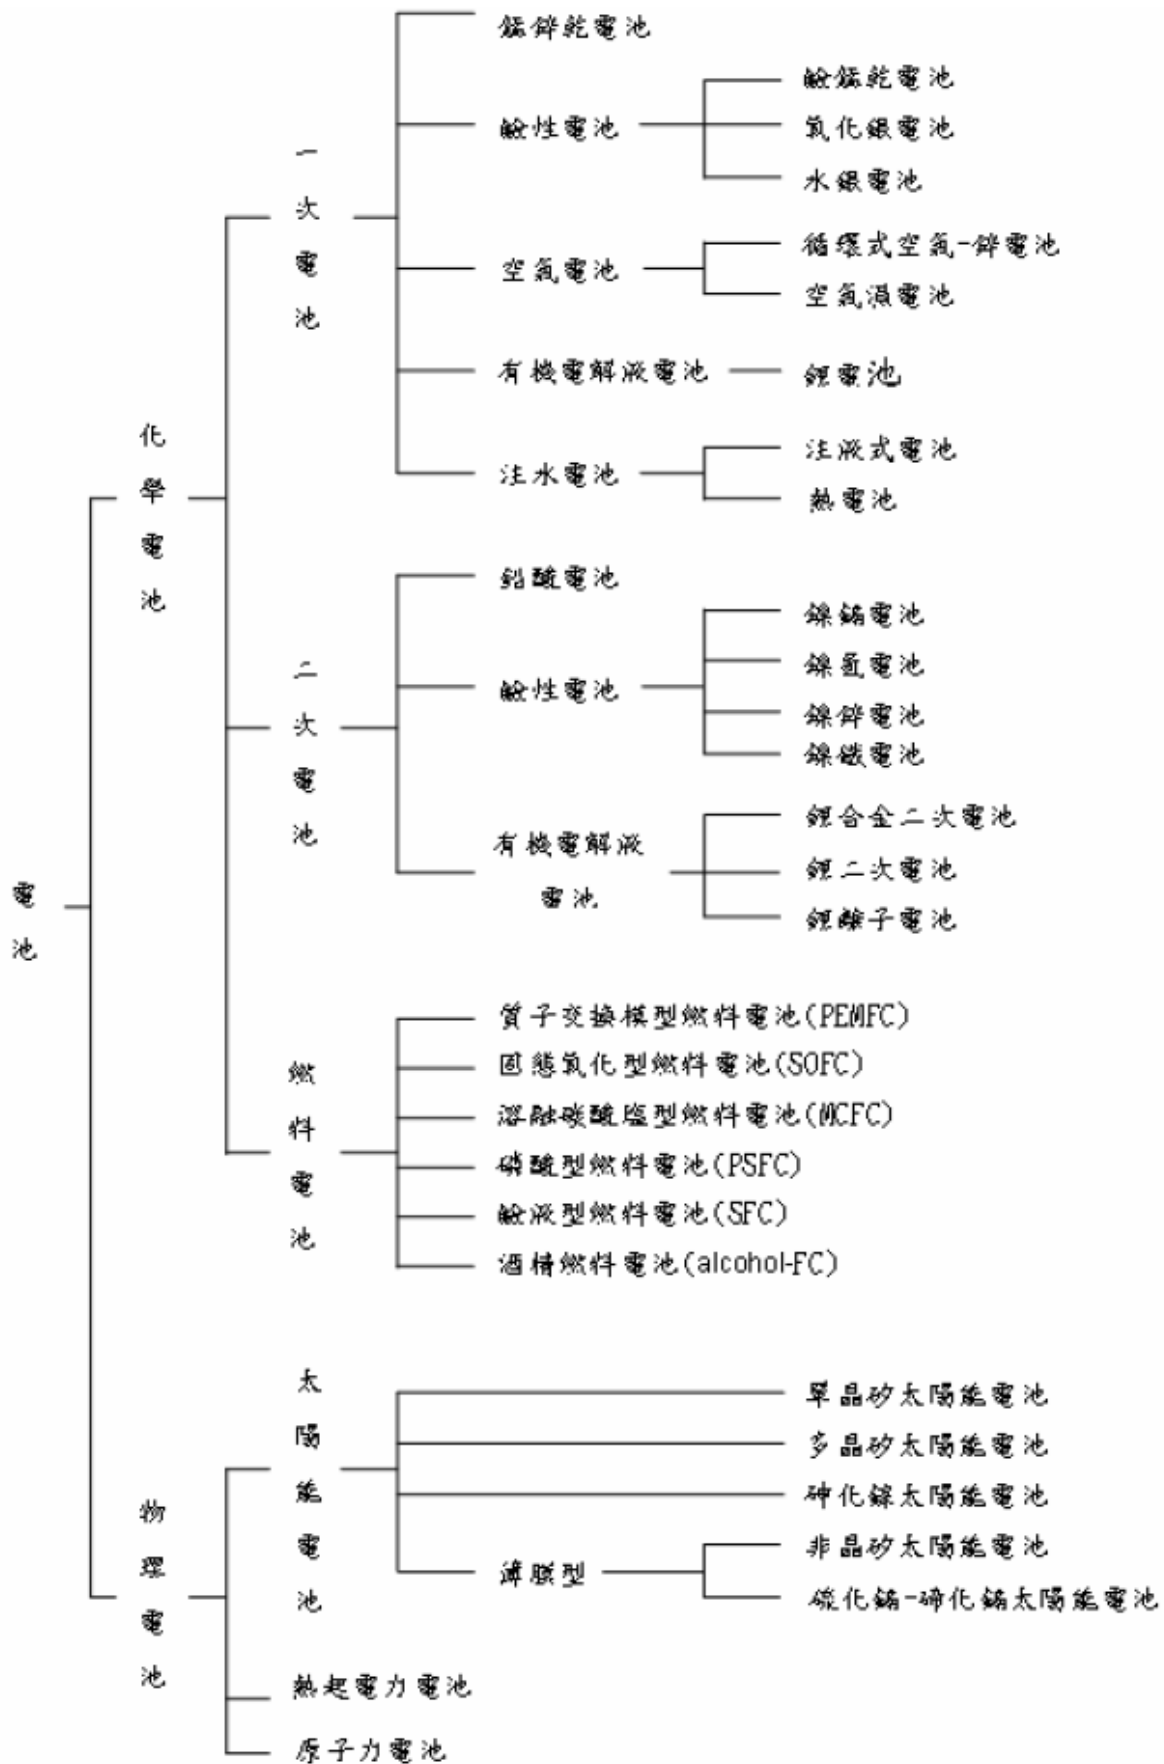 電池
化學電池
一次電池
錳鋅乾電池
鹼性電池
鹼錳乾電池
氧化銀電池
水銀電池
空氣電池
循環式空氣-鋅電池
空氣濕電池
有機電解液電池
鋰電池
注水電池
注液式電池
熱電池
二次電池
鉛酸電池
鹼性電池
鎳鎘電池
鎳氫電池
鎳鋅電池
鎳鐵電池
有機電解液
電池
鋰合金二次電池
鋰二次電池
鋰離子電池
燃料電池
質子交換模型燃料電池(PEMFC)
固態氧化型燃料電池(SOFC)
溶融碳酸塩型燃料電池(MCFC)
磷酸型燃料電池(PSFC)
鹼液型燃料電池(SFC)
酒精燃料電池(alcohol-FC)
物理電池
太陽能電池
單晶矽太陽能電池
多晶矽太陽能電池
砷化鎵太陽能電池
薄膜型
非晶矽太陽能電池
硫化鎘-碲化鎘太陽能電池
熱起電力電池
原子力電池